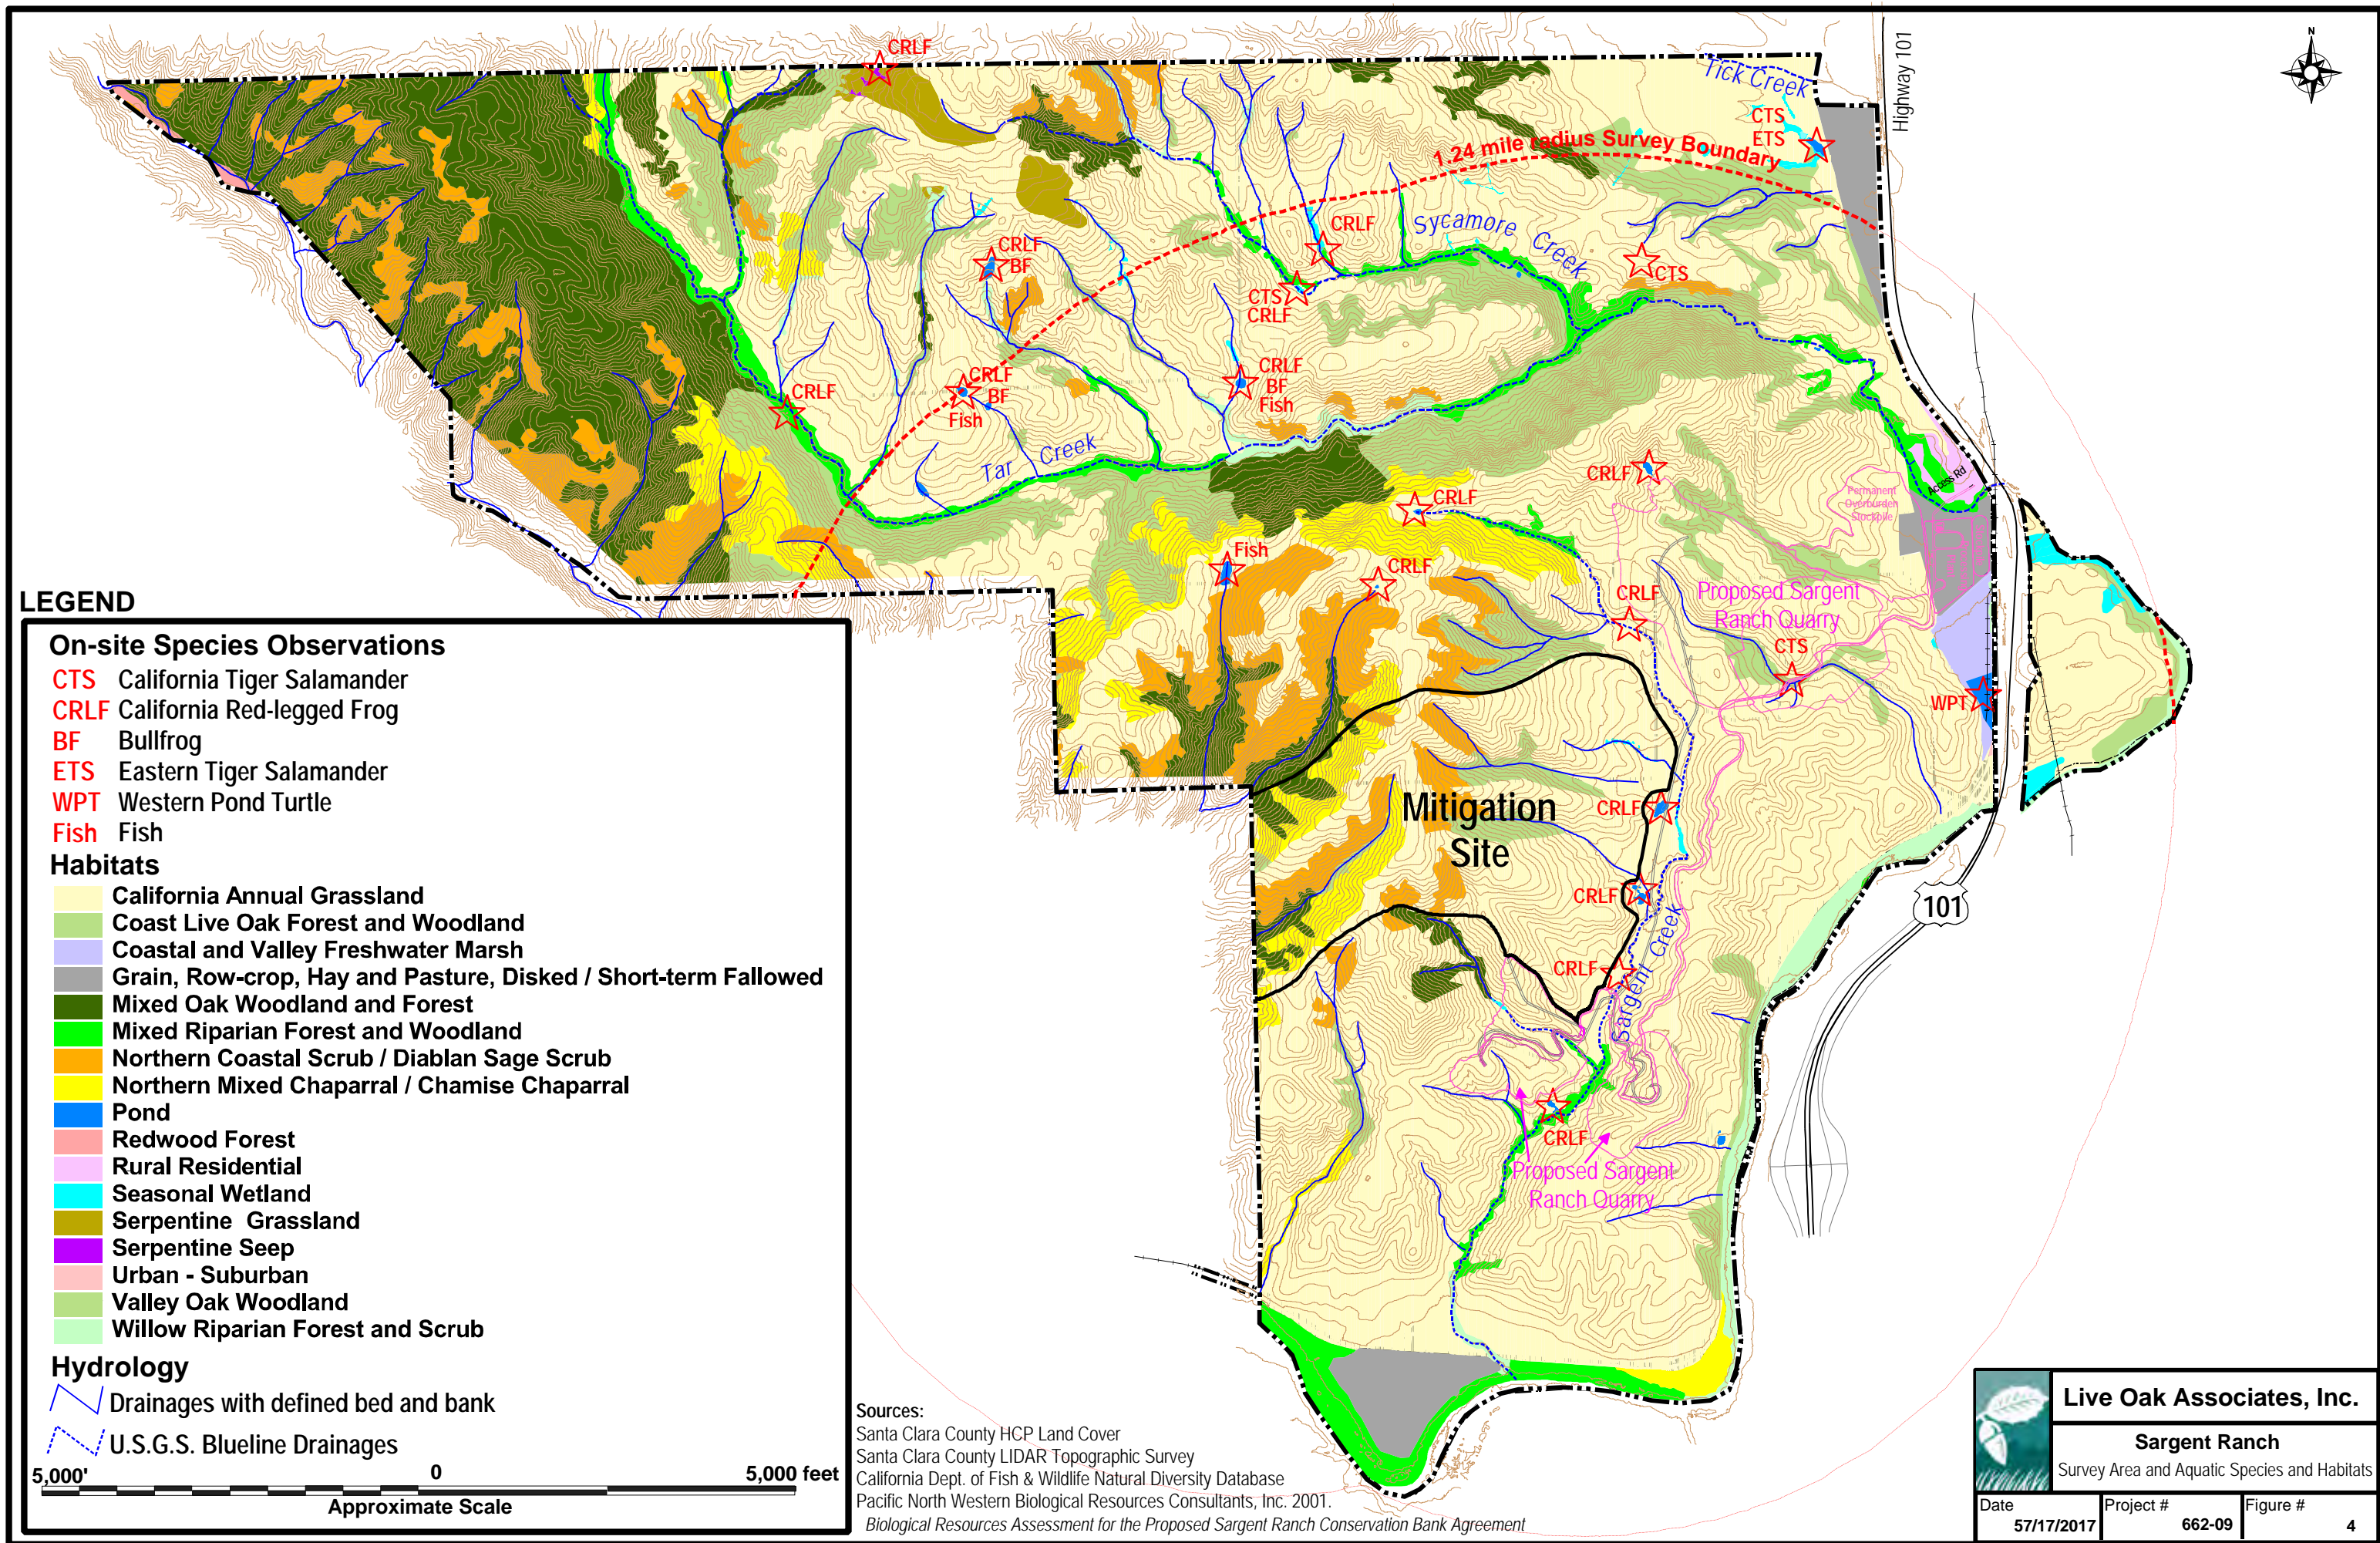 CRLF
Tick Creek
Highway 101
N
CTS
ETS
1.24 mile radius Survey Boundary
CRLF
Sycamore Creek
CRLF
BF
CTS
CTS
CRLF
CRLF
BF
Fish
CRLF
CRLF
BF
Fish
Tar Creek
CRLF
CRLF
Access Rd
Permanent
Overburden
Stockpile
Fish
CRLF
CRLF
Proposed Sargent
Ranch Quarry
CTS
WPT
Mitigation
Site
CRLF
CRLF
101
CRLF
Sargent Creek
CRLF
Proposed Sargent
Ranch Quarry
LEGEND
On-site Species Observations
CTS California Tiger Salamander
CRLF California Red-legged Frog
BF Bullfrog
ETS Eastern Tiger Salamander
WPT Western Pond Turtle
Fish Fish
Habitats
California Annual Grassland
Coast Live Oak Forest and Woodland
Coastal and Valley Freshwater Marsh
Grain, Row-crop, Hay and Pasture, Disked / Short-term Fallowed
Mixed Oak Woodland and Forest
Mixed Riparian Forest and Woodland
Northern Coastal Scrub / Diablan Sage Scrub
Northern Mixed Chaparral / Chamise Chaparral
Pond
Redwood Forest
Rural Residential
Seasonal Wetland
Serpentine Grassland
Serpentine Seep
Urban - Suburban
Valley Oak Woodland
Willow Riparian Forest and Scrub
Hydrology
Drainages with defined bed and bank
U.S.G.S. Blueline Drainages
5,000' 0 5,000 feet
Approximate Scale
Sources:
Santa Clara County HCP Land Cover
Santa Clara County LIDAR Topographic Survey
California Dept. of Fish & Wildlife Natural Diversity Database
Pacific North Western Biological Resources Consultants, Inc. 2001.
Biological Resources Assessment for the Proposed Sargent Ranch Conservation Bank Agreement
Live Oak Associates, Inc.
Sargent Ranch
Survey Area and Aquatic Species and Habitats
Date Project # Figure #
57/17/2017 662-09 4